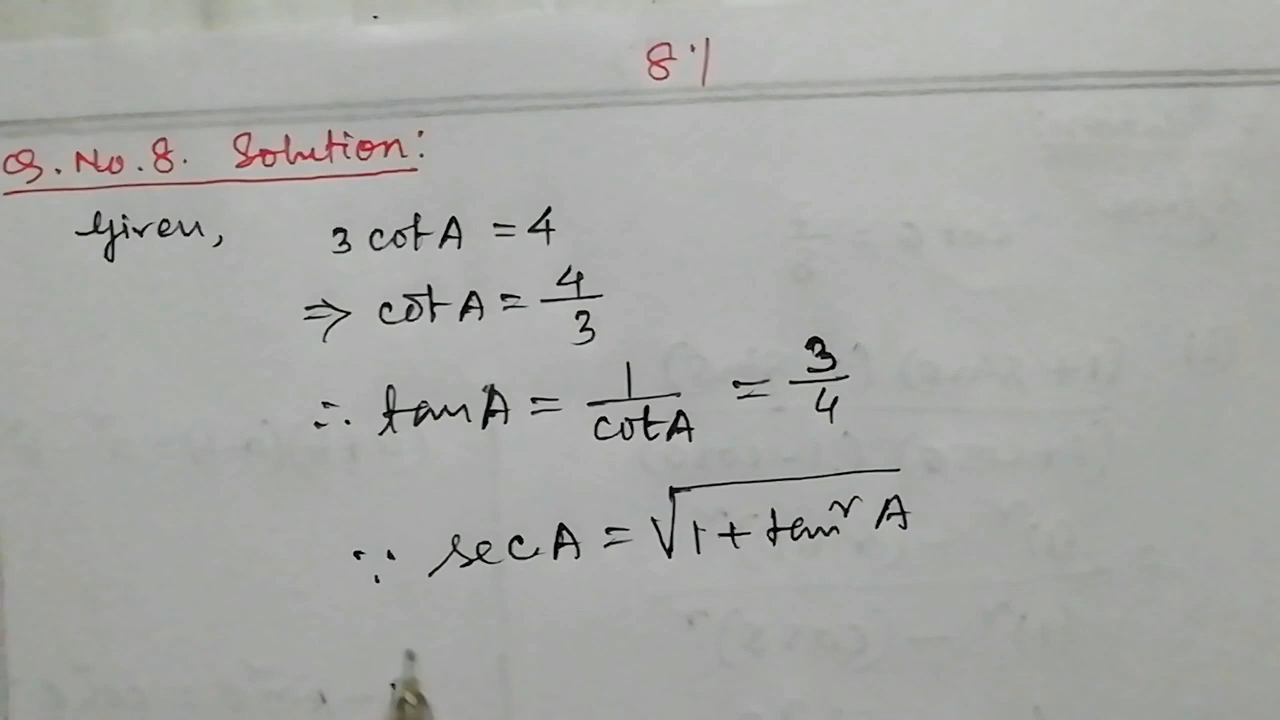 8.1
Q. No. 8. Solution:
Given, 3 cot A = 4
⇒ cot A = 4/3
∴ tan A = 1/cot A = 3/4
∵ sec A = √(1 + tan² A)